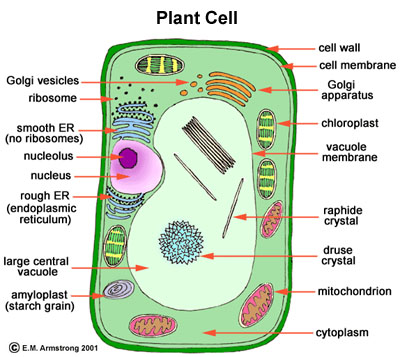 Plant Cell
Golgi vesicles
ribosome
smooth ER
(no ribosomes)
nucleolus
nucleus
rough ER
(endoplasmic
reticulum)
large central
vacuole
amyloplast
(starch grain)
© E.M. Armstrong 2001
cell wall
cell membrane
Golgi
apparatus
chloroplast
vacuole
membrane
raphide
crystal
druse
crystal
mitochondrion
cytoplasm